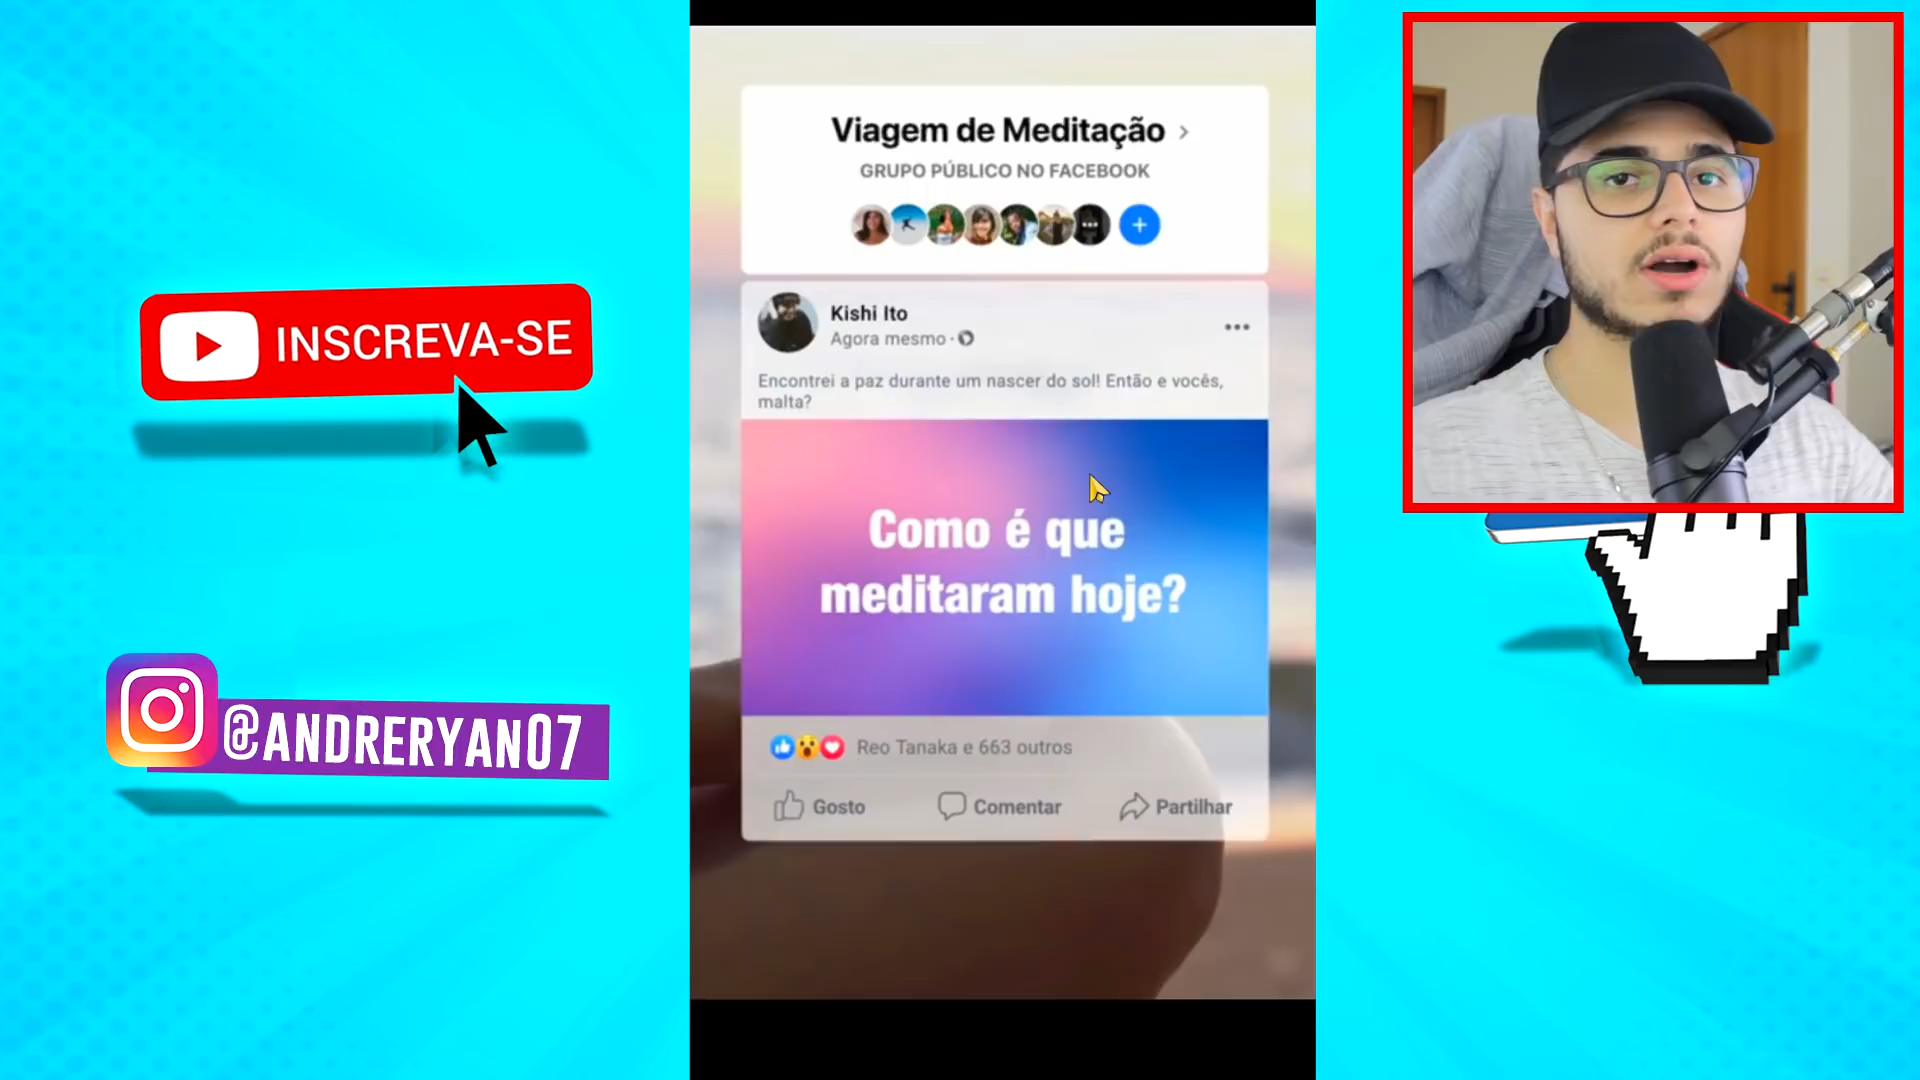 INSCREVA-SE
@ANDRERYAN07
Viagem de Meditação
GRUPO PÚBLICO NO FACEBOOK
Kishi Ito
Agora mesmo ·
Encontrei a paz durante um nascer do sol! Então e vocês,
malta?
Como é que
meditaram hoje?
Reo Tanaka e 663 outros
Gosto
Comentar
Partilhar